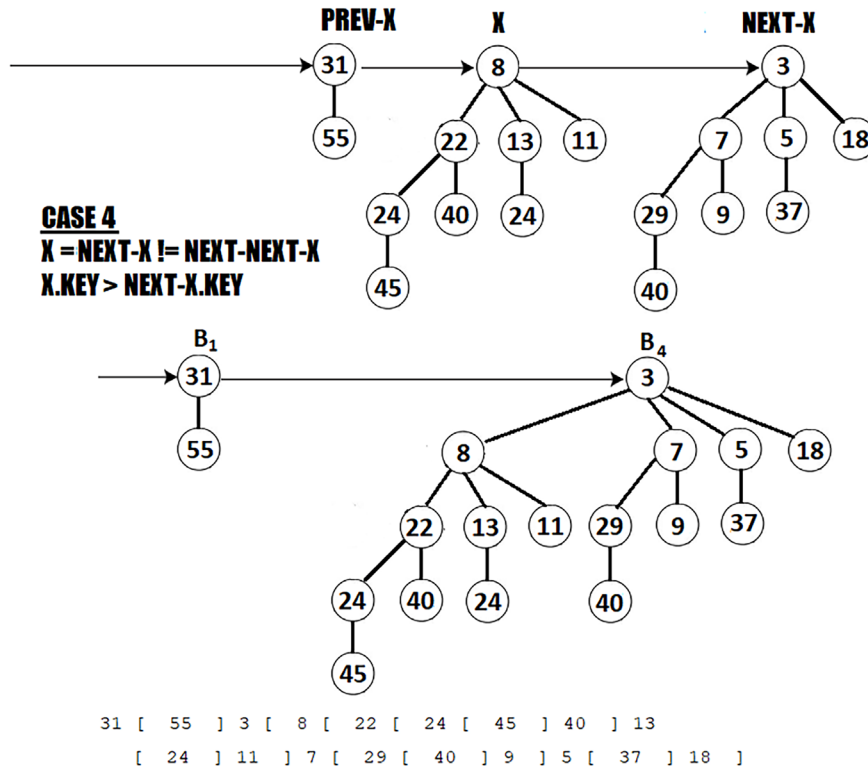 PREV-X X NEXT-X
31 8 3
55 22 13 11 7 5 18
24 40 24 29 9 37
45 40
CASE 4
X = NEXT-X != NEXT-NEXT-X
X.KEY > NEXT-X.KEY
B1 B4
31 3
55 8 7 5 18
22 13 11 29 9 37
24 40 24 40
45
31 [ 55 ] 3 [ 8 [ 22 [ 24 [ 45 ] 40 ] 13
[ 24 ] 11 ] 7 [ 29 [ 40 ] 9 ] 5 [ 37 ] 18 ]